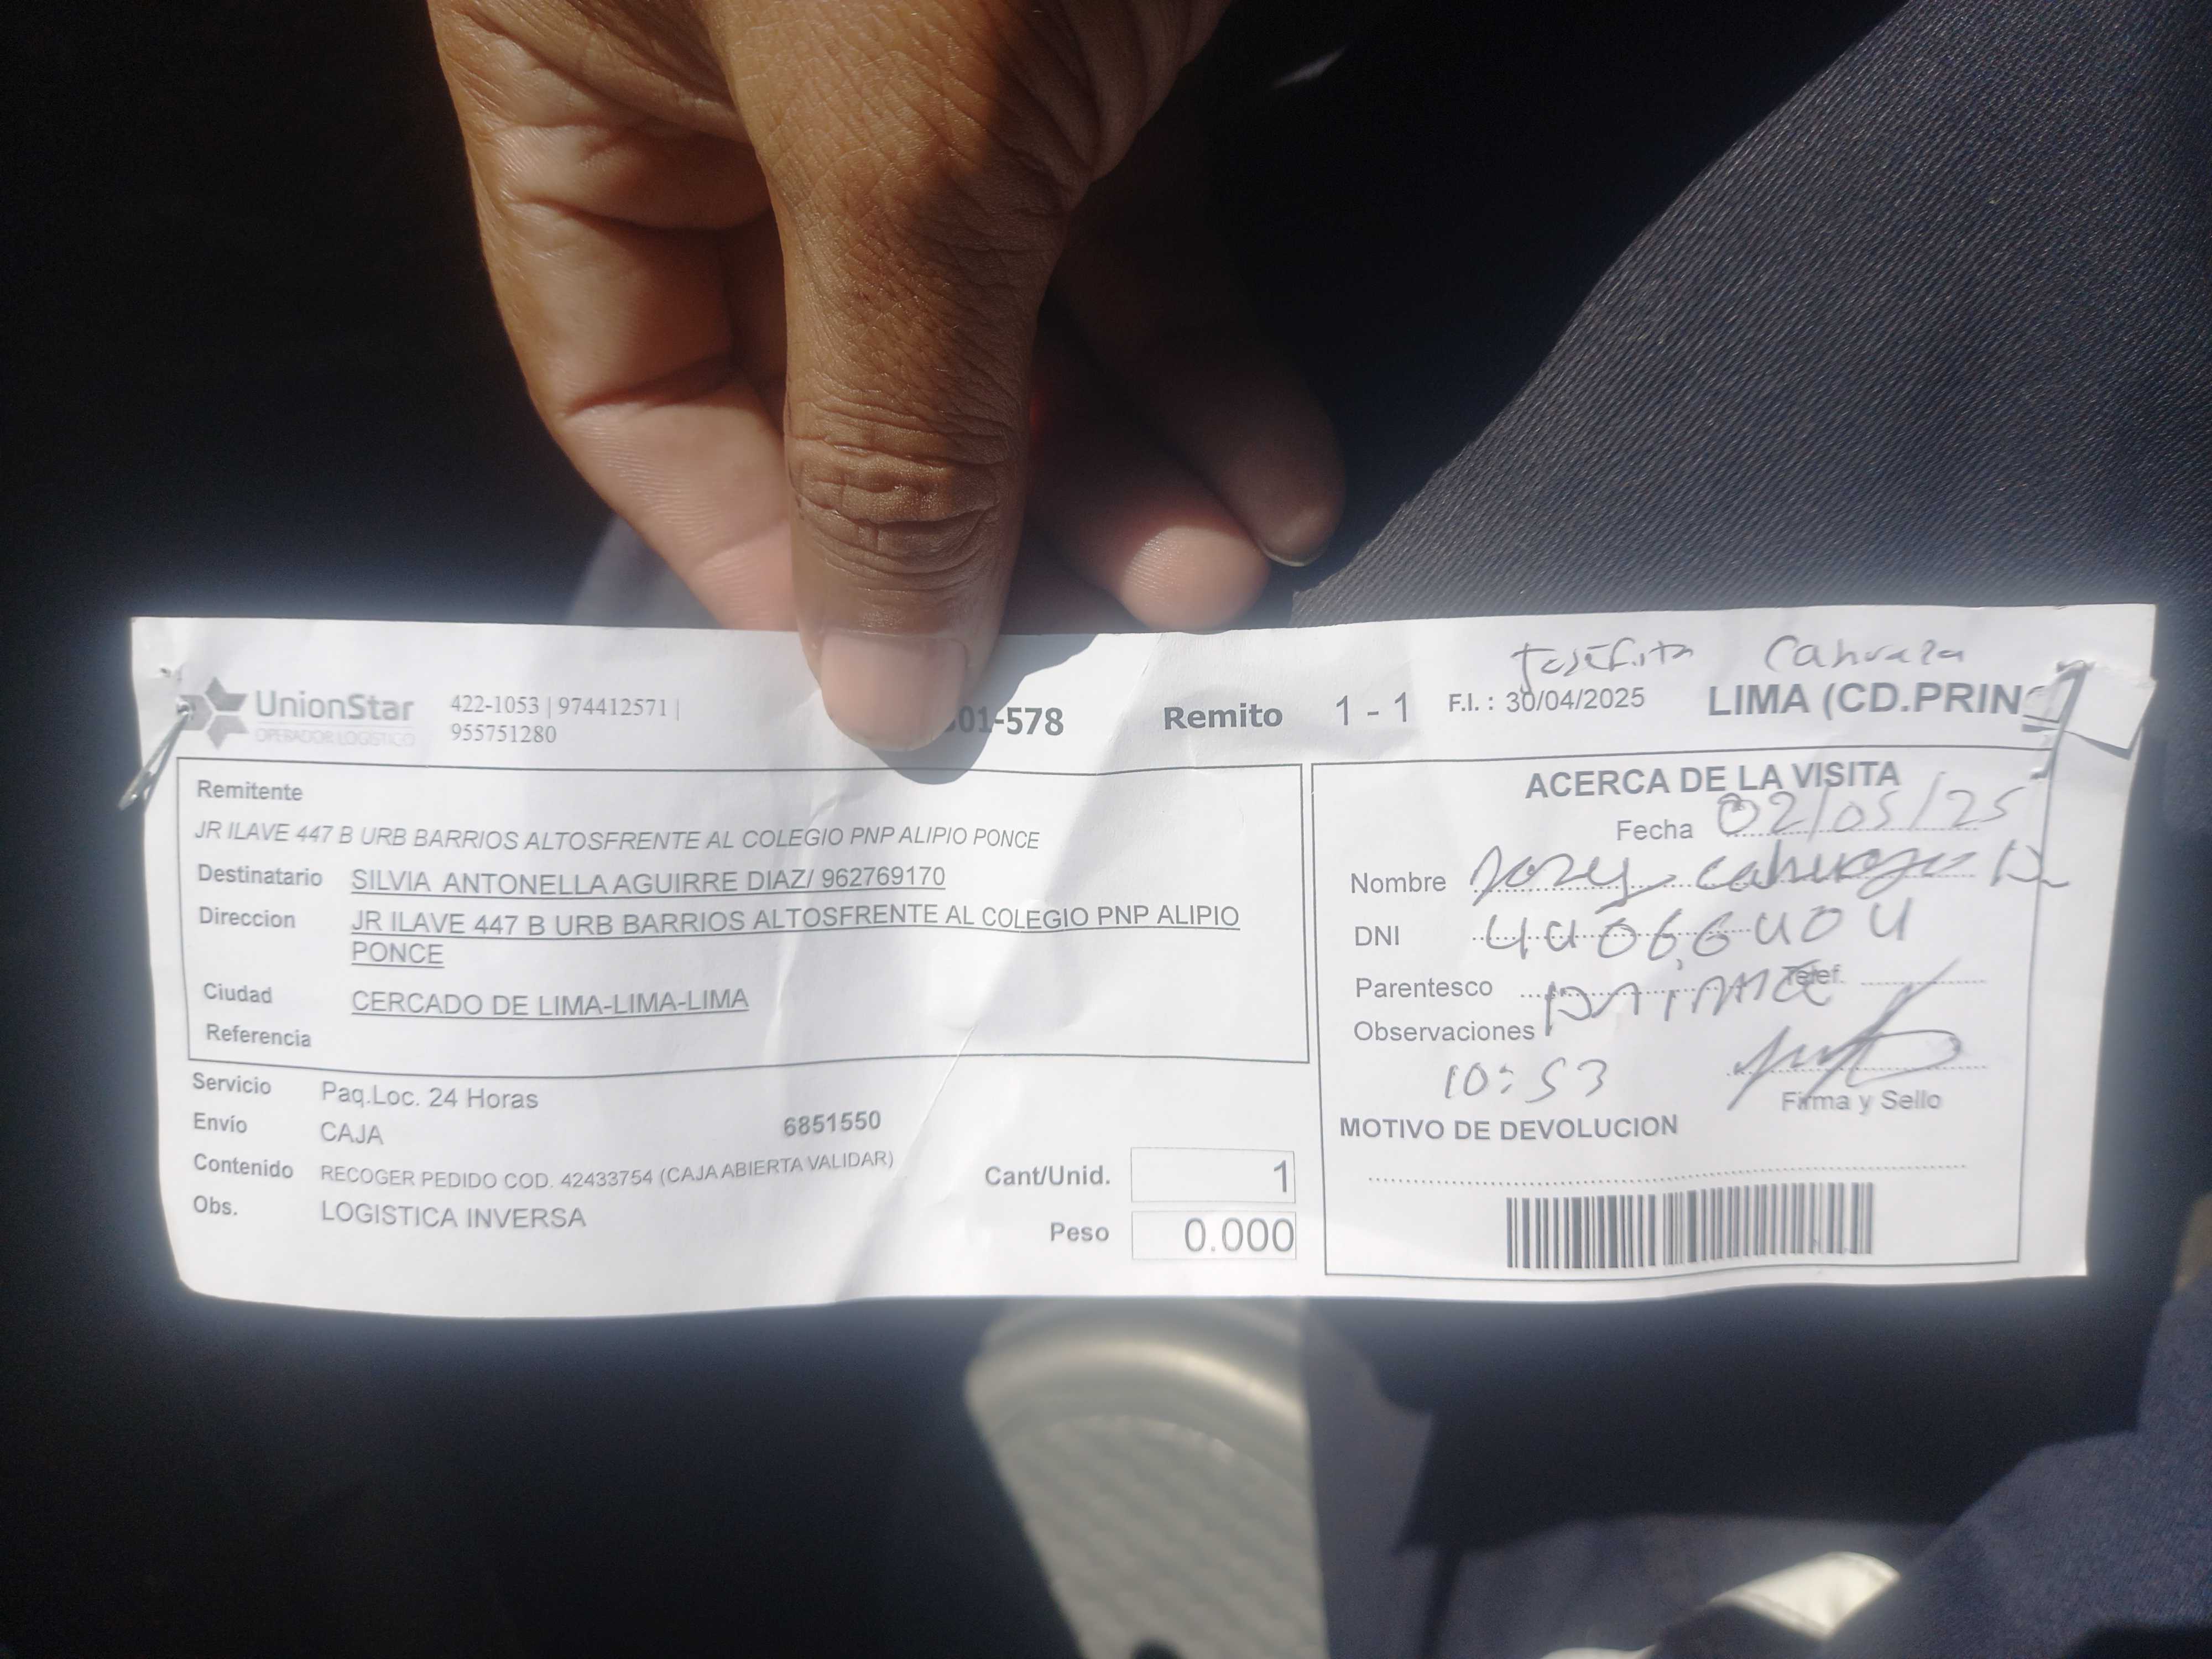 Cahuaza
UnionStar
OPERADOR LOGISTICO
422-1053 | 974412571 |
955751280
01-578
Remito 1 - 1
F.I. : 30/04/2025
LIMA (CD.PRIN
Remitente
JR ILAVE 447 B URB BARRIOS ALTOSFRENTE AL COLEGIO PNP ALIPIO PONCE
Destinatario SILVIA ANTONELLA AGUIRRE DIAZ/ 962769170
Direccion JR ILAVE 447 B URB BARRIOS ALTOSFRENTE AL COLEGIO PNP ALIPIO
PONCE
Ciudad CERCADO DE LIMA-LIMA-LIMA
Referencia
Servicio Paq.Loc. 24 Horas
Envío CAJA 6851550
Contenido RECOGER PEDIDO COD. 42433754 (CAJA ABIERTA VALIDAR)
Obs. LOGISTICA INVERSA
Cant/Unid. 1
Peso 0.000
ACERCA DE LA VISITA
Fecha 02/05/25
Nombre
DNI 44066404
Parentesco prima Telef.
Observaciones
10:53
Firma y Sello
MOTIVO DE DEVOLUCION